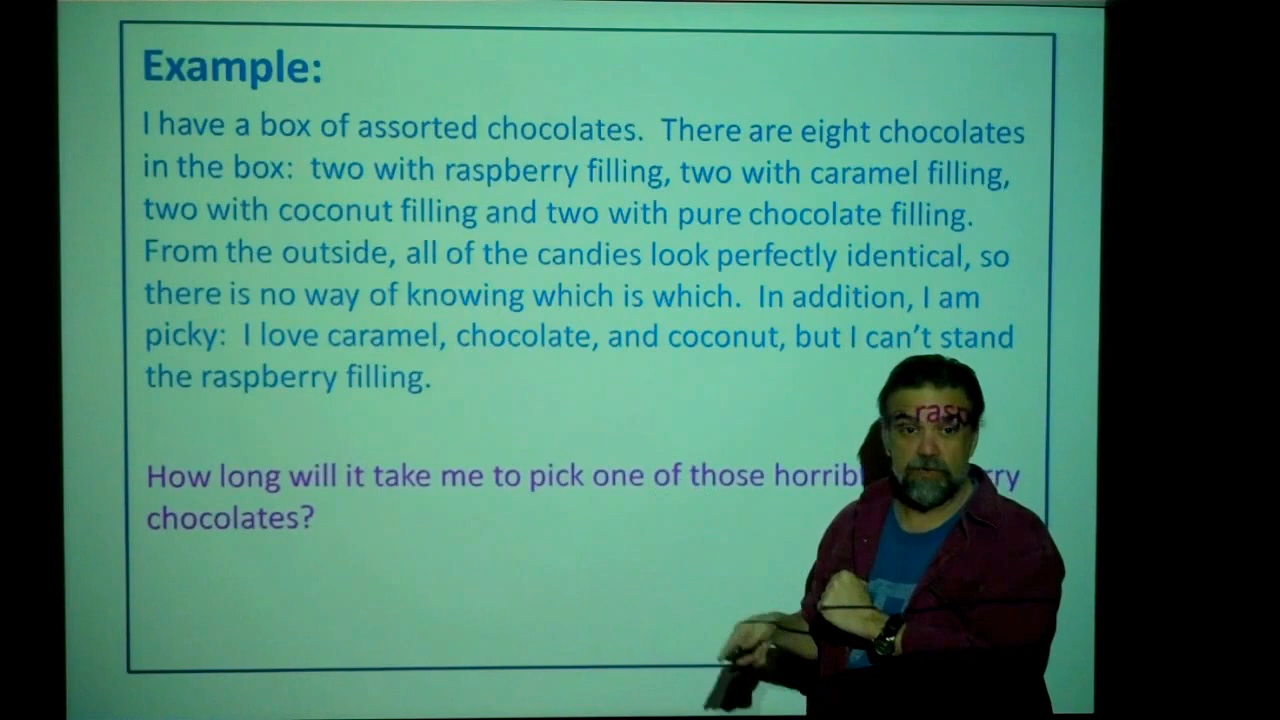 Example:
I have a box of assorted chocolates. There are eight chocolates
in the box: two with raspberry filling, two with caramel filling,
two with coconut filling and two with pure chocolate filling.
From the outside, all of the candies look perfectly identical, so
there is no way of knowing which is which. In addition, I am
picky: I love caramel, chocolate, and coconut, but I can't stand
the raspberry filling.
How long will it take me to pick one of those
chocolates?